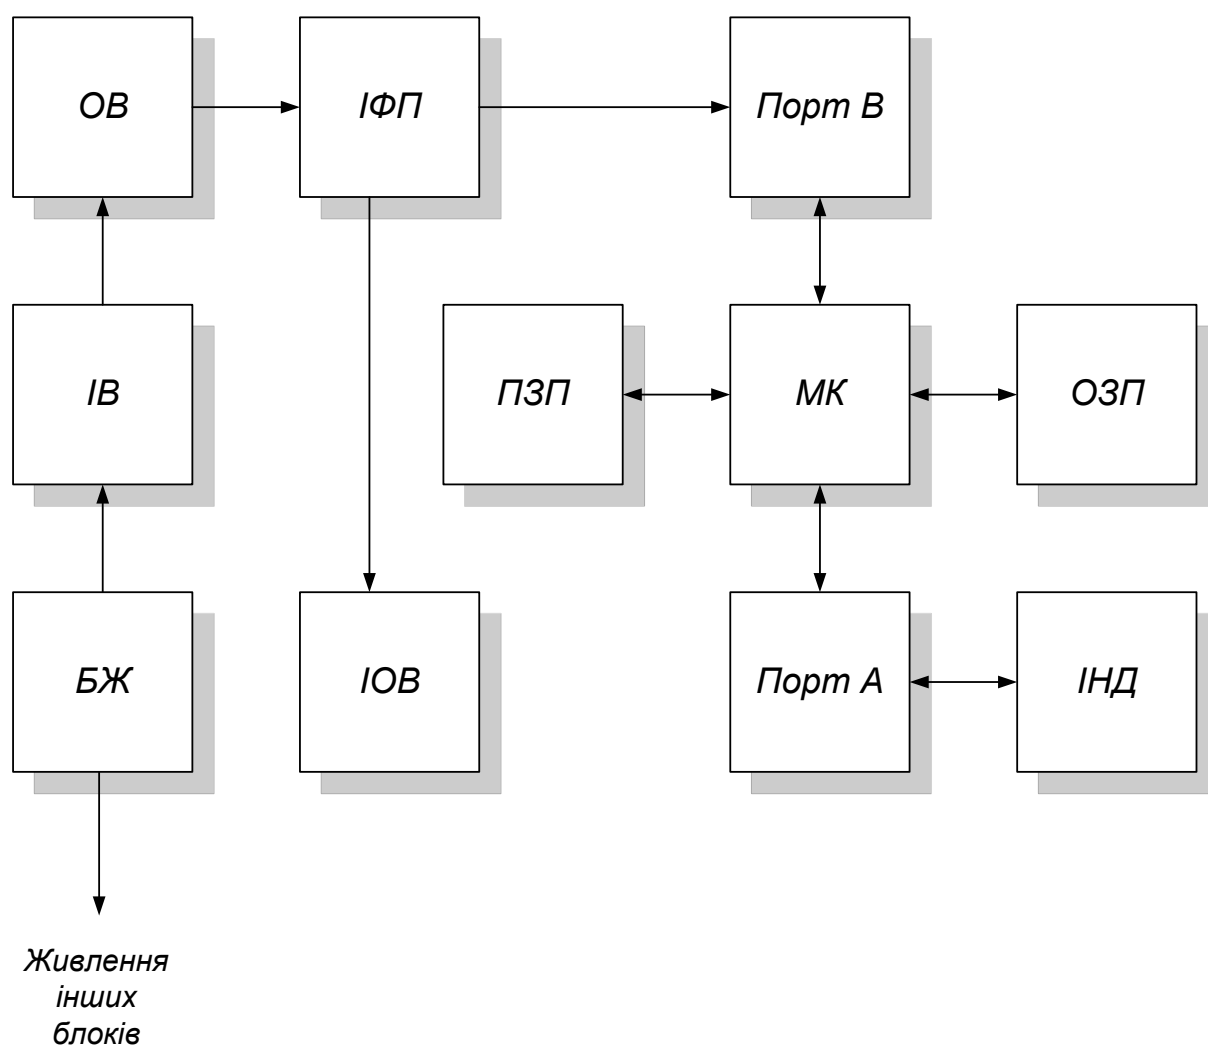 ОВ
ІФП
Порт В
ІВ
ПЗП
МК
ОЗП
БЖ
ІОВ
Порт А
ІНД
Живлення
інших
блоків